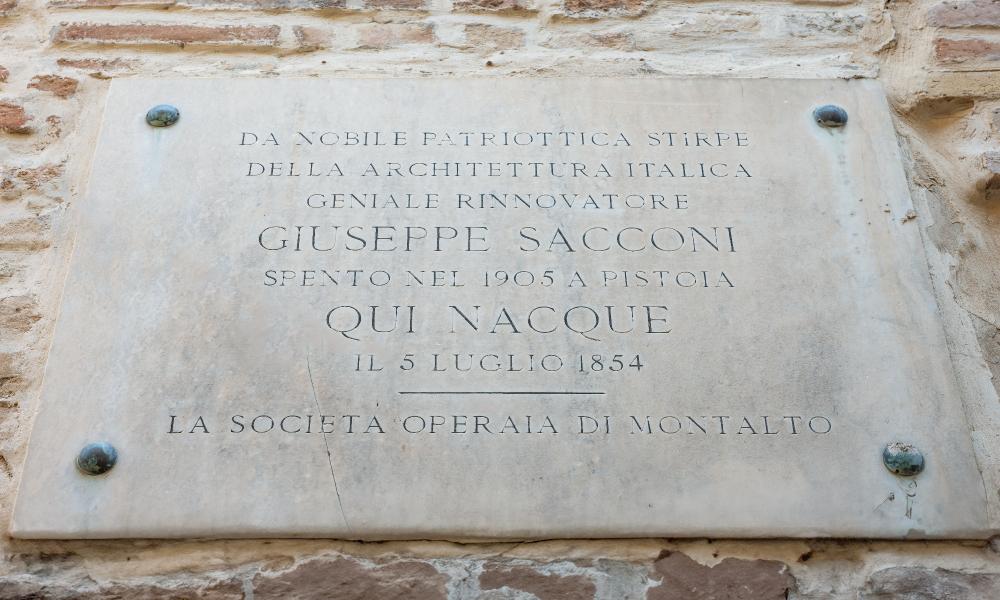 DA NOBILE PATRIOTTICA STIRPE
DELLA ARCHITETTURA ITALICA
GENIALE RINNOVATORE
GIUSEPPE SACCONI
SPENTO NEL 1905 A PISTOIA
QUI NACQUE
IL 5 LUGLIO 1854
LA SOCIETÀ OPERAIA DI MONTALTO